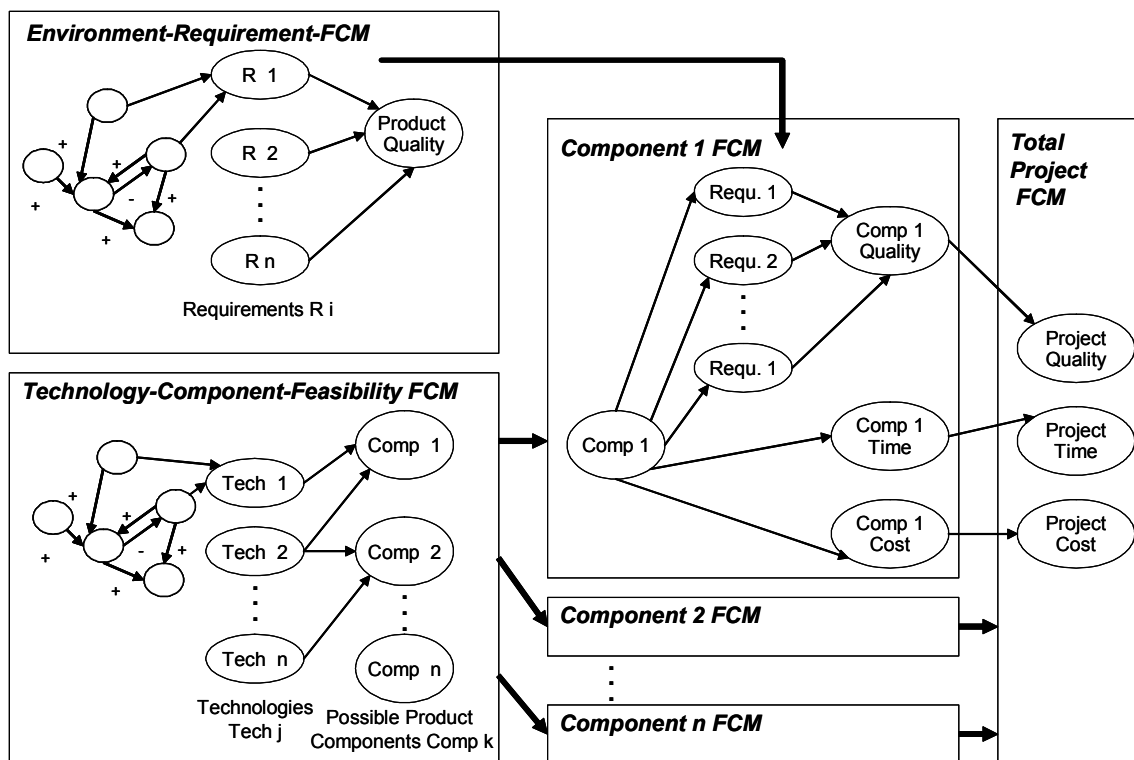 Environment-Requirement-FCM
R 1
R 2
R n
Product
Quality
+
+
+
-
+
+
Requirements R i
Technology-Component-Feasibility FCM
Tech 1
Tech 2
Tech n
Comp 1
Comp 2
Comp n
+
+
+
-
+
+
Technologies
Tech j
Possible Product
Components Comp k
Component 1 FCM
Requ. 1
Requ. 2
Requ. 1
Comp 1
Comp 1
Quality
Comp 1
Time
Comp 1
Cost
Component 2 FCM
Component n FCM
Total
Project
FCM
Project
Quality
Project
Time
Project
Cost